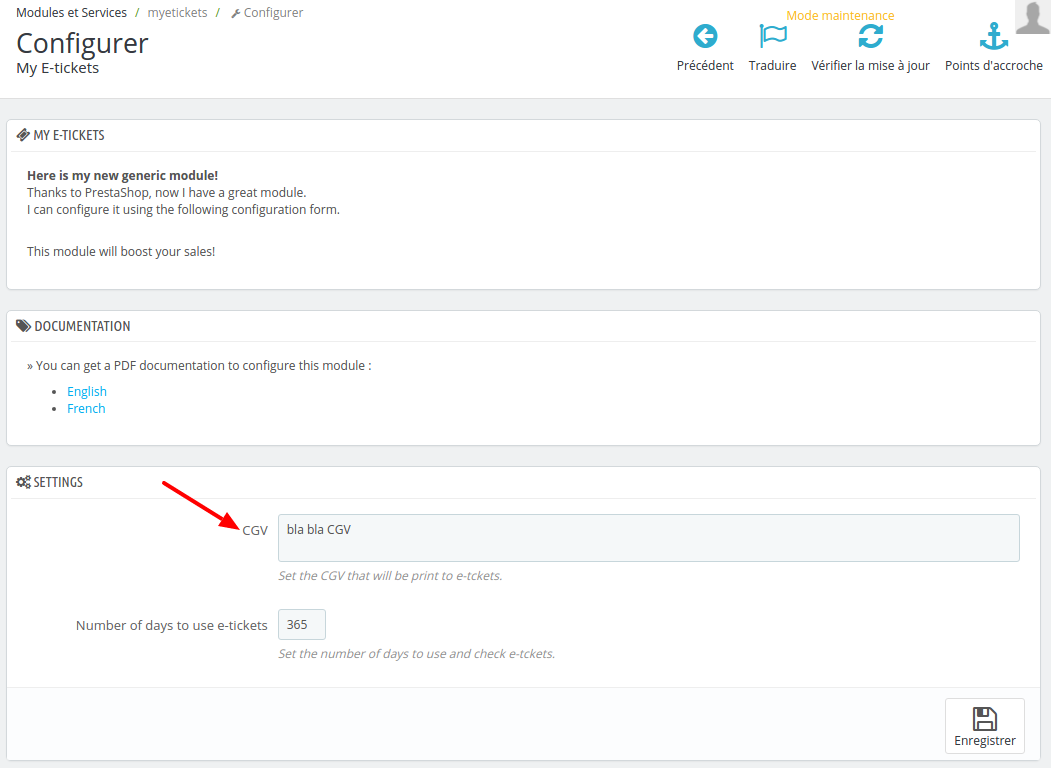 Modules et Services / myetickets / Configurer
Mode maintenance
Configurer
My E-tickets
Précédent
Traduire
Vérifier la mise à jour
Points d'accroche
MY E-TICKETS
Here is my new generic module!
Thanks to PrestaShop, now I have a great module.
I can configure it using the following configuration form.
This module will boost your sales!
DOCUMENTATION
» You can get a PDF documentation to configure this module :
• English
• French
SETTINGS
CGV
bla bla CGV
Set the CGV that will be print to e-tckets.
Number of days to use e-tickets
365
Set the number of days to use and check e-tckets.
Enregistrer